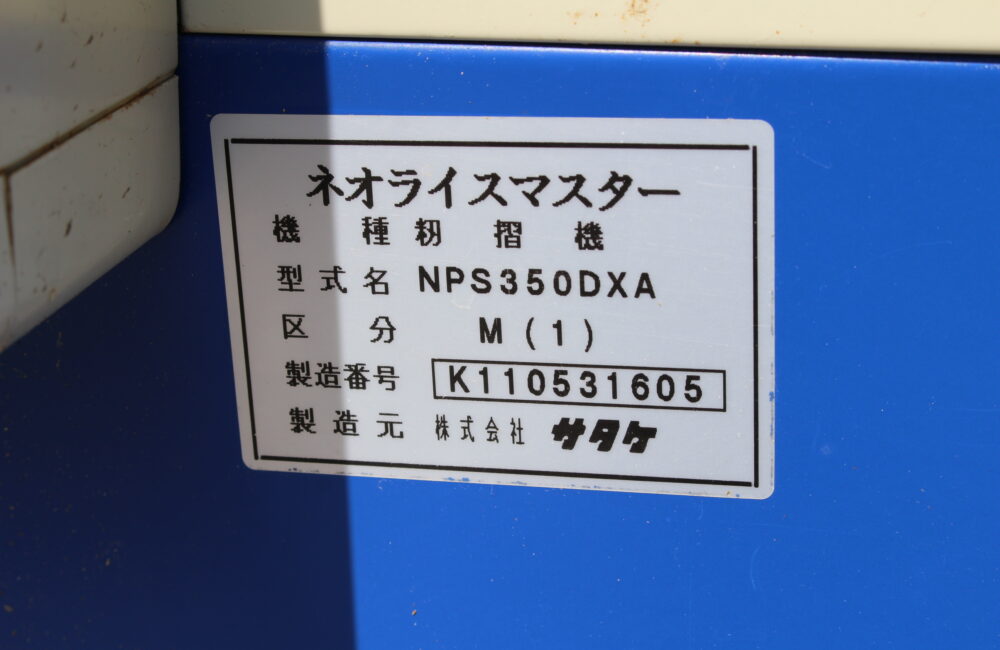 ネオライスマスター
機種 籾摺機
型式名 NPS350DXA
区分 M(1)
製造番号 K110531605
製造元 株式会社 サタケ